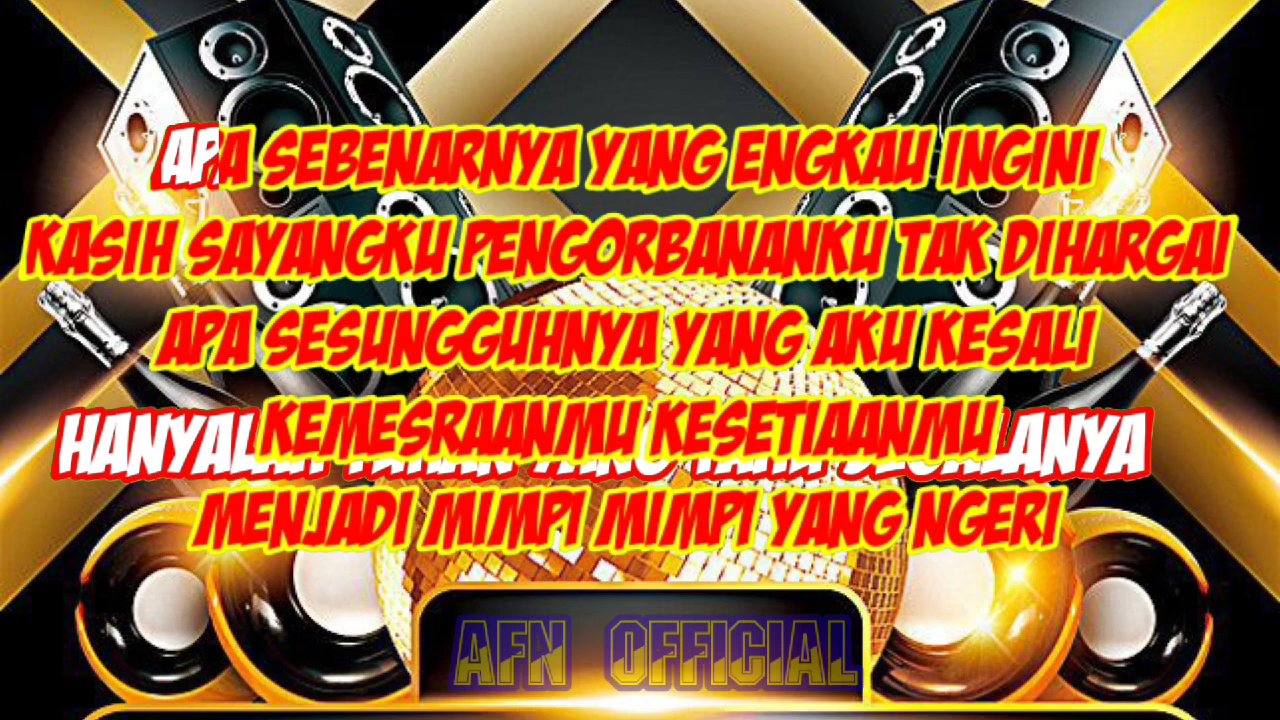 APA SEBENARNYA YANG ENGKAU INGINI
KASIH SAYANGKU PENGORBANANKU TAK DIHARGAI
APA SESUNGGUHNYA YANG AKU KESALI
KEMESRAANMU KESETIAANMU
MENJADI MIMPI MIMPI YANG NGERI
AFN OFFICIAL